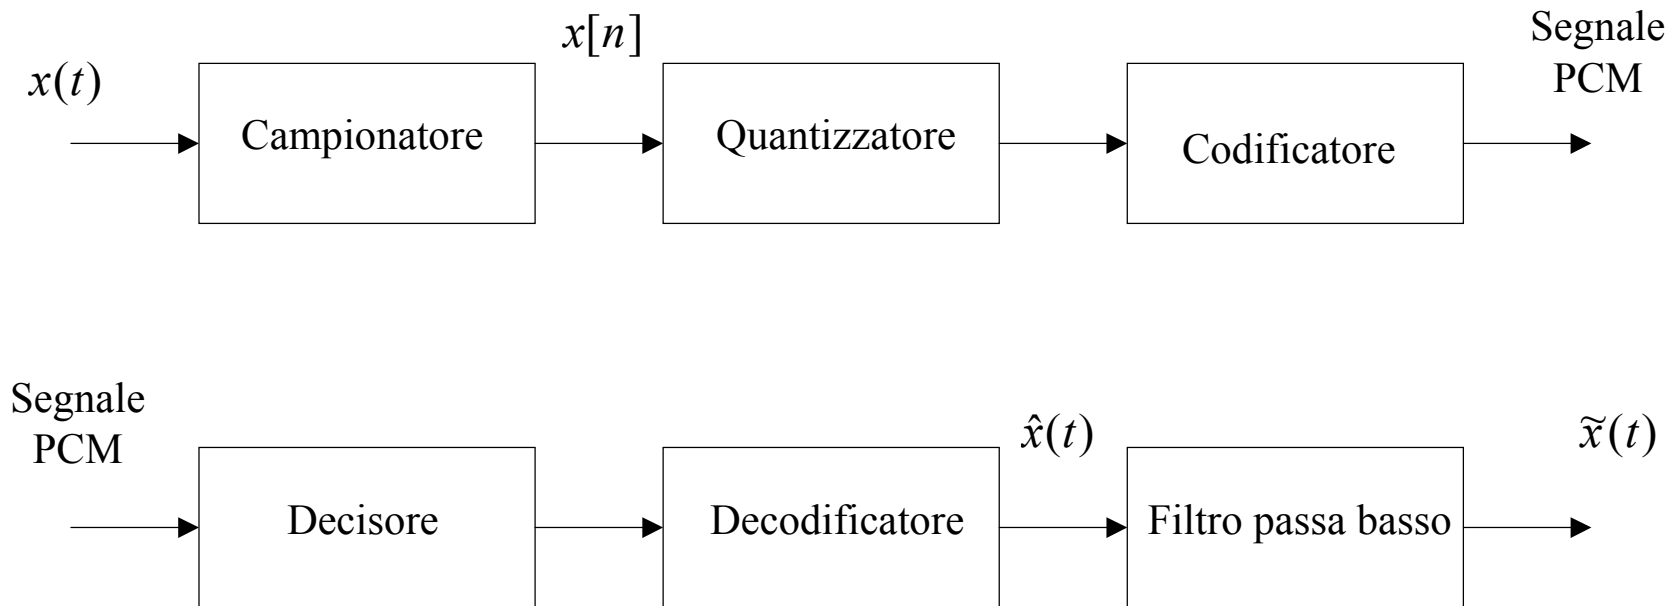 x[n]
Segnale
PCM
x(t)
Campionatore
Quantizzatore
Codificatore
Segnale
PCM
x̂(t)
x̃(t)
Decisore
Decodificatore
Filtro passa basso